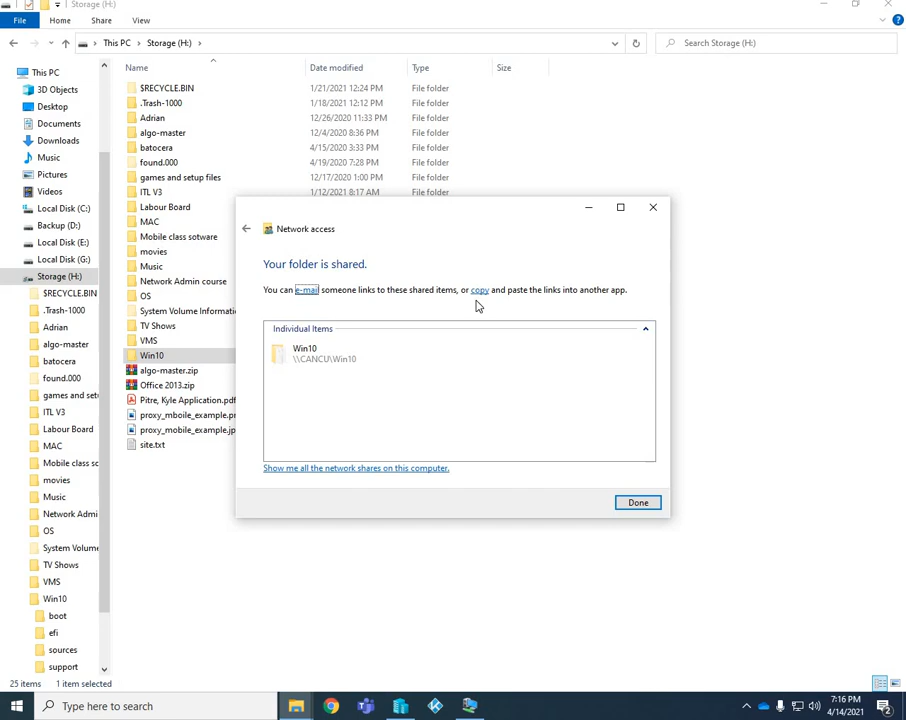 File
Home
Share
View
This PC
Storage (H:)
Search Storage (H:)
This PC
3D Objects
Desktop
Documents
Downloads
Music
Pictures
Videos
Local Disk (C:)
Backup (D:)
Local Disk (E:)
Local Disk (G:)
Storage (H:)
$RECYCLE.BIN
.Trash-1000
Adrian
algo-master
batocera
found.000
games and setu
ITL V3
Labour Board
MAC
Mobile class so
movies
Music
Network Admi
OS
System Volume
TV Shows
VMS
Win10
boot
efi
sources
support
Name Date modified Type Size
$RECYCLE.BIN 1/21/2021 12:24 PM File folder
.Trash-1000 1/18/2021 12:12 PM File folder
Adrian 12/26/2020 11:33 PM File folder
algo-master 12/4/2020 8:36 PM File folder
batocera 4/15/2020 3:33 PM File folder
found.000 4/19/2020 7:28 PM File folder
games and setup files 12/17/2020 1:00 PM File folder
ITL V3 1/12/2021 8:17 AM File folder
Labour Board
MAC
Mobile class sotware
movies
Music
Network Admin course
OS
System Volume Informatio
TV Shows
VMS
Win10
algo-master.zip
Office 2013.zip
Pitre, Kyle Application.pdf
proxy_mboile_example.pn
proxy_mobile_example.jp
site.txt
Network access
Your folder is shared.
You can e-mail someone links to these shared items, or copy and paste the links into another app.
Individual Items
Win10
\\CANCU\Win10
Show me all the network shares on this computer.
Done
25 items 1 item selected
Type here to search
7:16 PM
4/14/2021
2